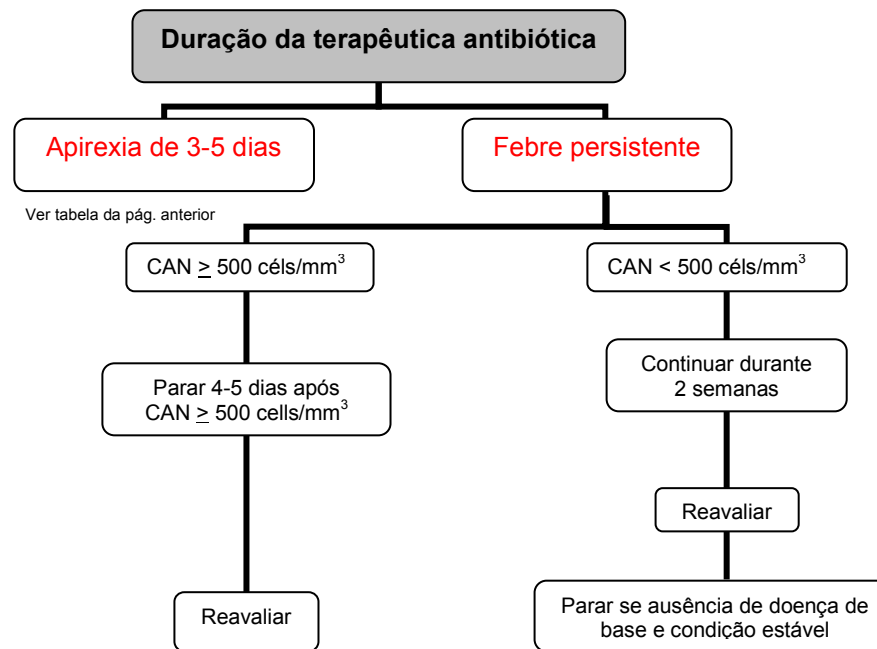 Duração da terapêutica antibiótica
Apirexia de 3-5 dias
Febre persistente
Ver tabela da pág. anterior
CAN ≥ 500 céls/mm³
CAN < 500 céls/mm³
Parar 4-5 dias após
CAN ≥ 500 cells/mm³
Continuar durante
2 semanas
Reavaliar
Reavaliar
Parar se ausência de doença de
base e condição estável